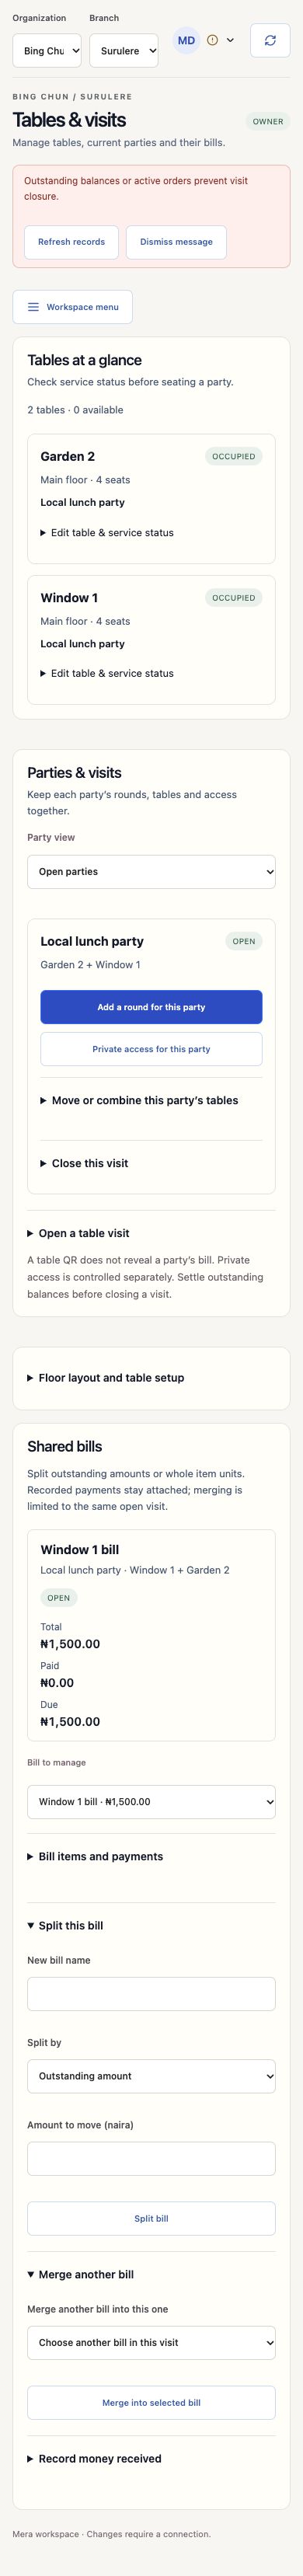 Organization Branch
Bing Chu Surulere MD
BING CHUN / SURULERE
Tables & visits OWNER
Manage tables, current parties and their bills.
Outstanding balances or active orders prevent visit
closure.
Refresh records Dismiss message
Workspace menu
Tables at a glance
Check service status before seating a party.
2 tables · 0 available
Garden 2 OCCUPIED
Main floor · 4 seats
Local lunch party
Edit table & service status
Window 1 OCCUPIED
Main floor · 4 seats
Local lunch party
Edit table & service status
Parties & visits
Keep each party's rounds, tables and access
together.
Party view
Open parties
Local lunch party OPEN
Garden 2 + Window 1
Add a round for this party
Private access for this party
Move or combine this party's tables
Close this visit
Open a table visit
A table QR does not reveal a party's bill. Private
access is controlled separately. Settle outstanding
balances before closing a visit.
Floor layout and table setup
Shared bills
Split outstanding amounts or whole item units.
Recorded payments stay attached; merging is
limited to the same open visit.
Window 1 bill
Local lunch party · Window 1 + Garden 2
OPEN
Total
₦1,500.00
Paid
₦0.00
Due
₦1,500.00
Bill to manage
Window 1 bill · ₦1,500.00
Bill items and payments
Split this bill
New bill name
Split by
Outstanding amount
Amount to move (naira)
Split bill
Merge another bill
Merge another bill into this one
Choose another bill in this visit
Merge into selected bill
Record money received
Mera workspace · Changes require a connection.